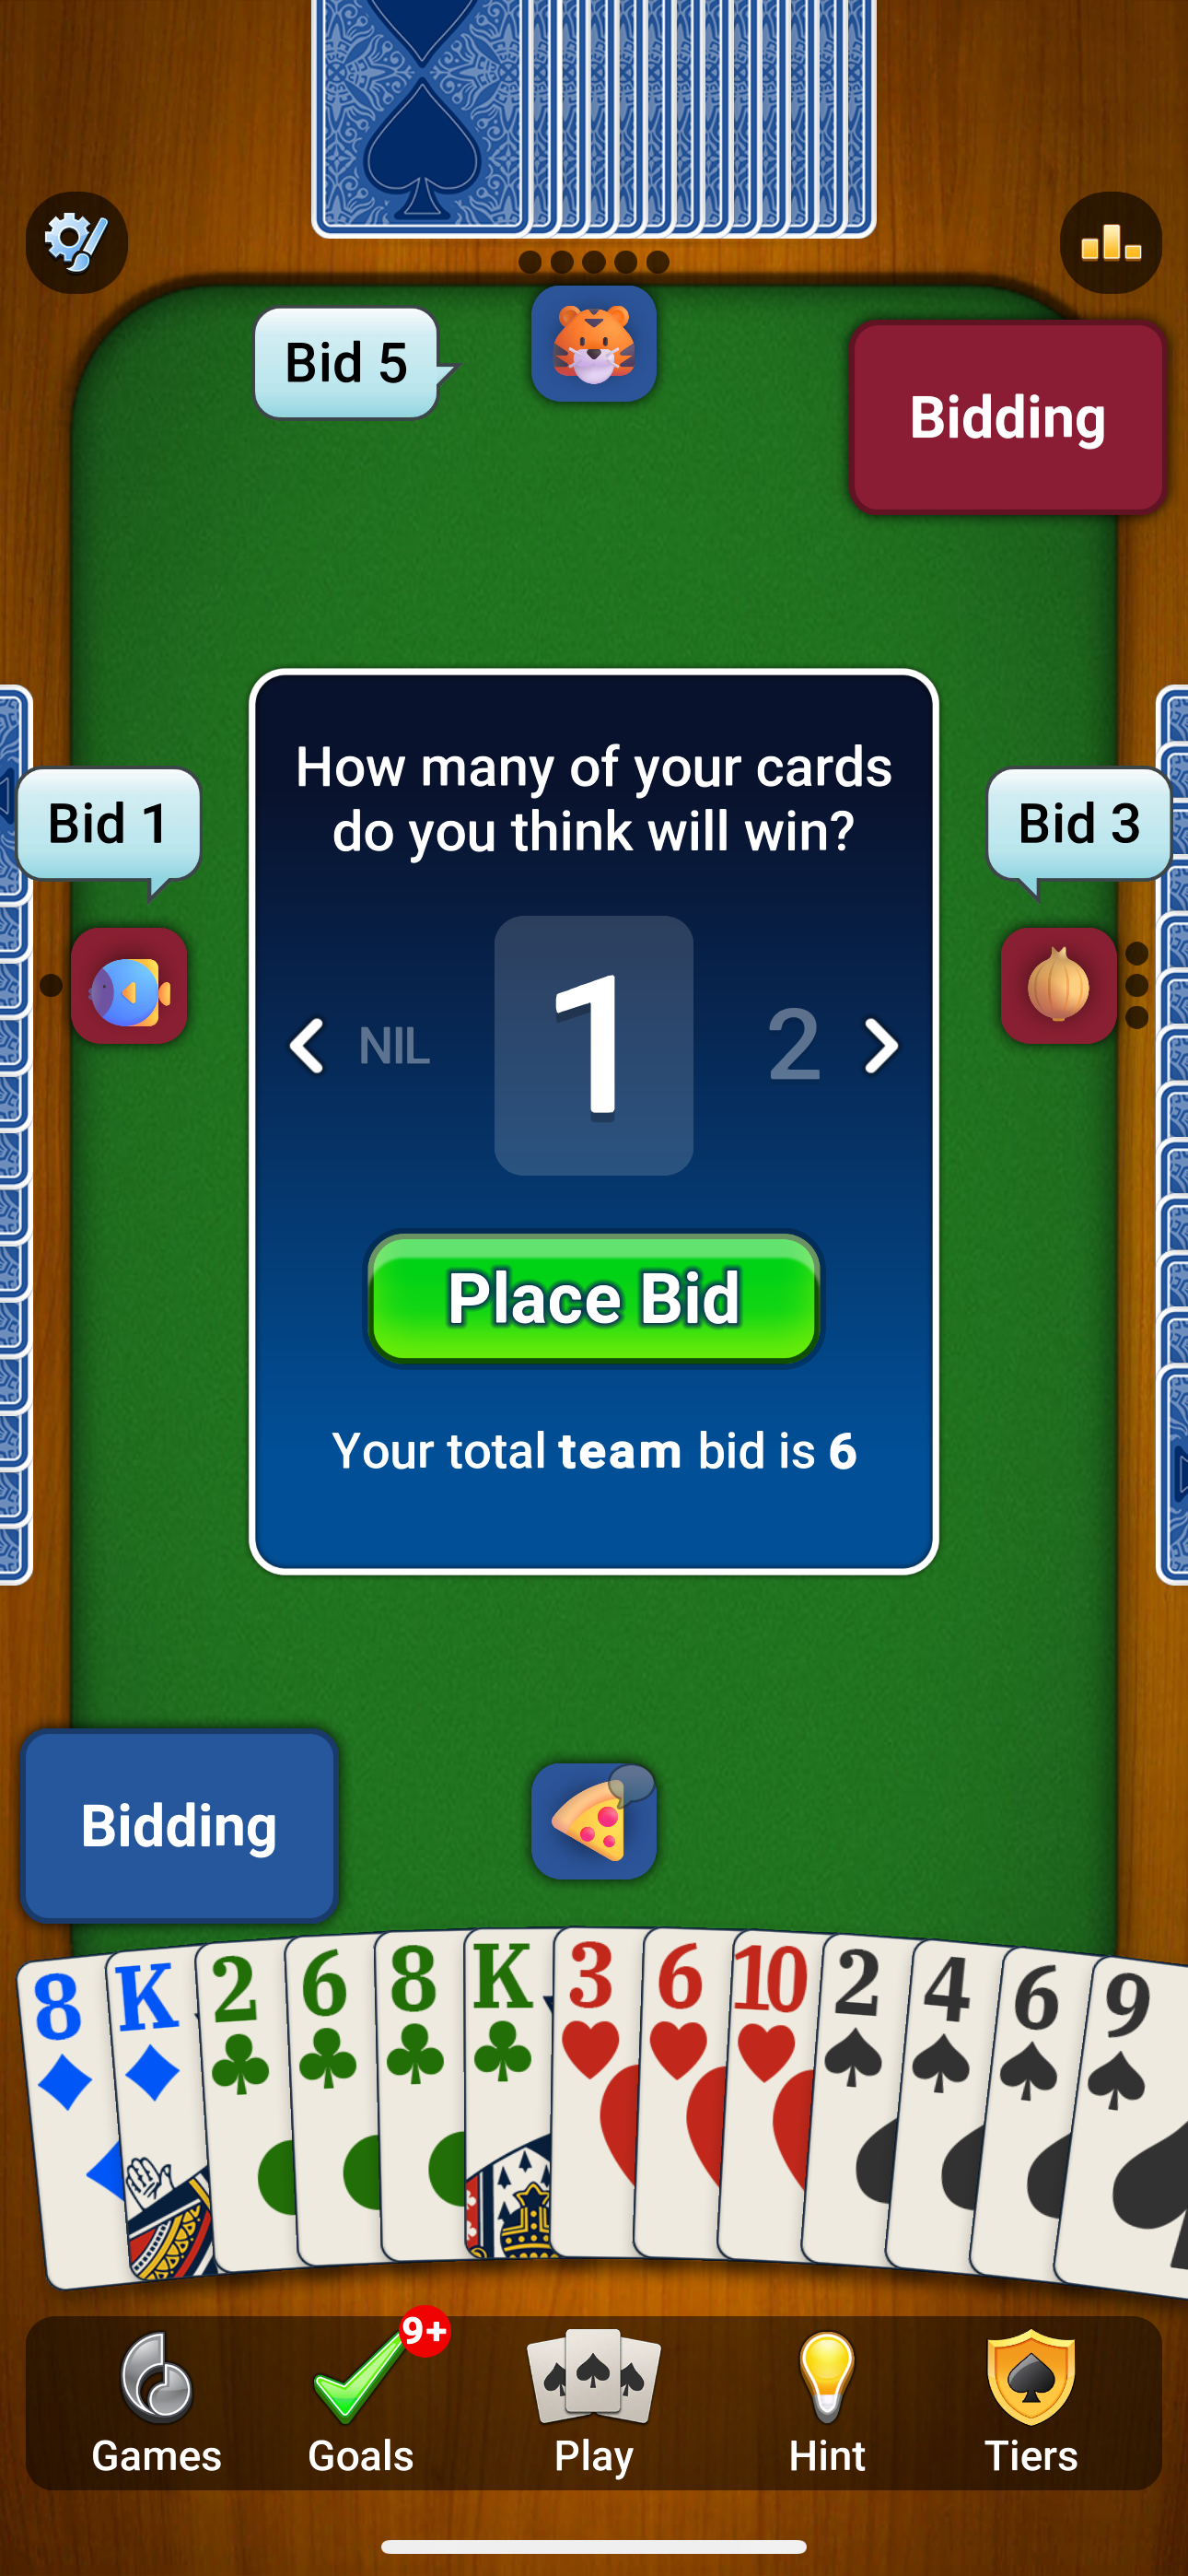 Bid 5
Bidding
Bid 1
Bid 3
How many of your cards
do you think will win?
NIL
1
2
Place Bid
Your total team bid is 6
Bidding
8 K 2 6 8 K 3 6 10 2 4 6 9
9+
Games Goals Play Hint Tiers